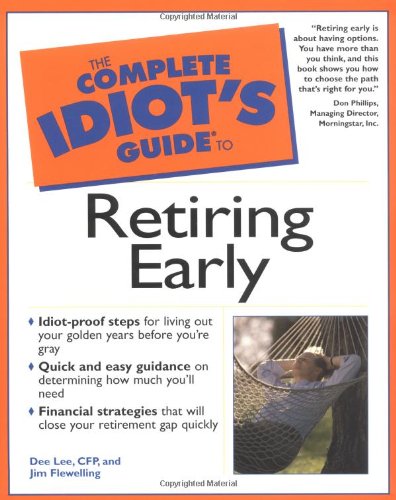 Copyrighted Material
THE
COMPLETE
IDIOT'S
GUIDE® TO
"Retiring early is
about having options.
You have more than
you think, and this
book shows you how
to choose the path
that's right for you."
Don Phillips,
Managing Director,
Morningstar, Inc.
Retiring
Early
♦ Idiot-proof steps for living out
your golden years before you're
gray
♦ Quick and easy guidance on
determining how much you'll
need
♦ Financial strategies that will
close your retirement gap quickly
Dee Lee, CFP, and
Jim Flewelling
Copyrighted Material